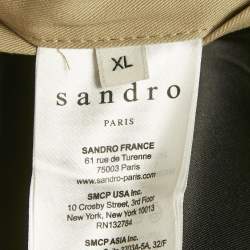 XL
sandro
PARIS
SANDRO FRANCE
61 rue de Turenne
75003 Paris
www.sandro-paris.com
SMCP USA Inc.
10 Crosby Street, 3rd Floor
New York, New York 10013
RN132784
SMCP ASIA Inc.
32/F